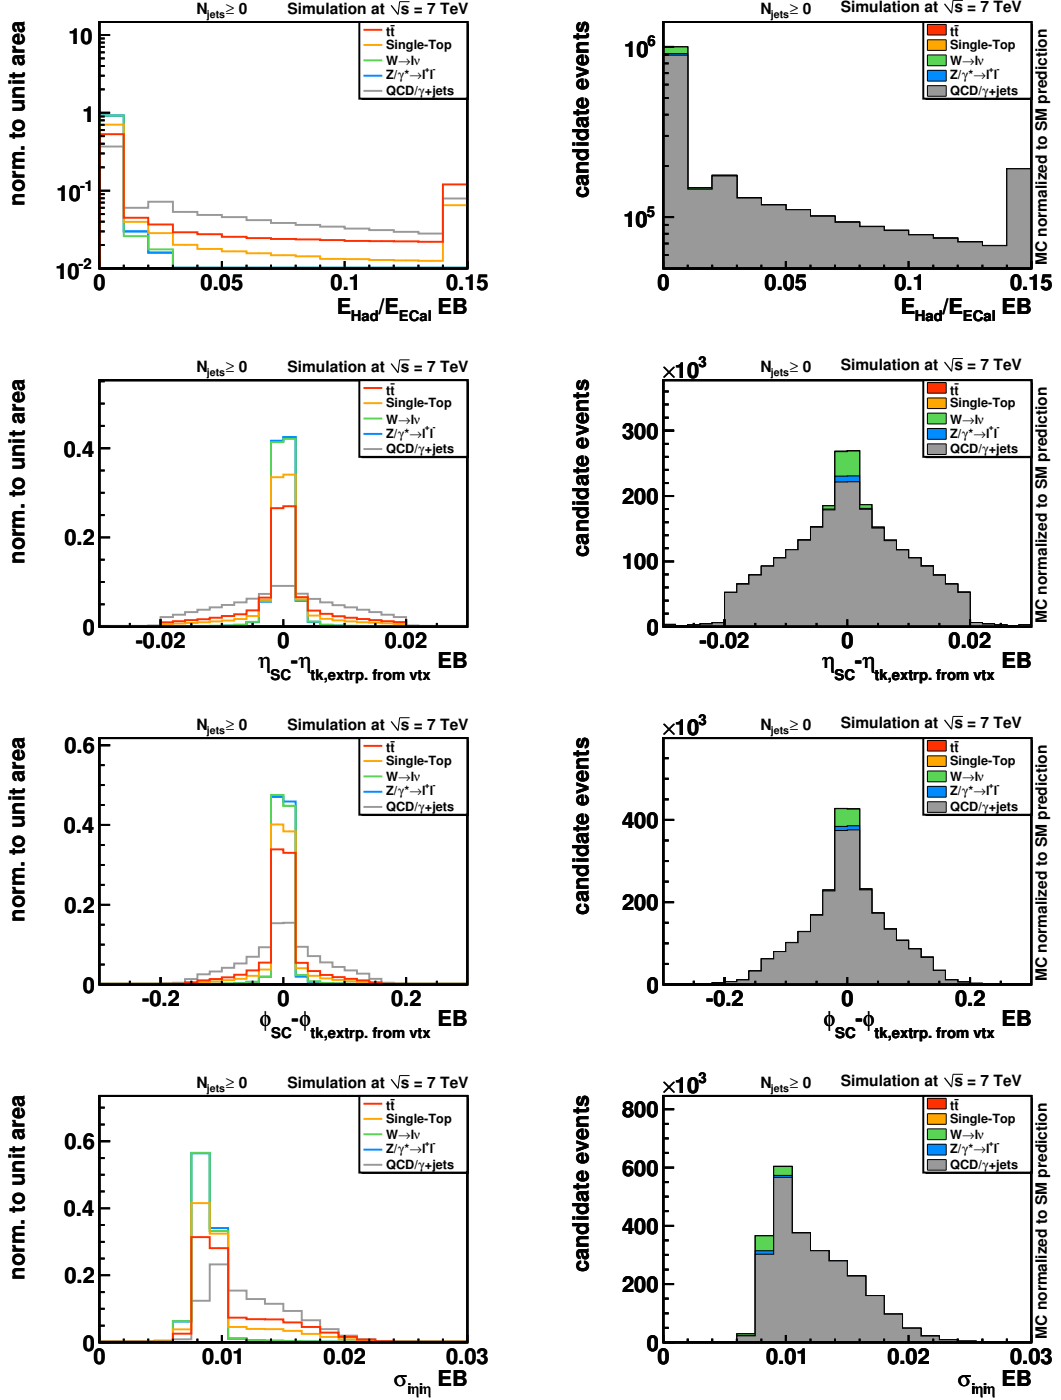 N_jets ≥ 0 Simulation at √s = 7 TeV
norm. to unit area
10
1
10⁻¹
10⁻²
tt̄
Single-Top
W→lν
Z/γ*→l⁺l⁻
QCD/γ+jets
0 0.05 0.1 0.15
E_Had/E_ECal EB
N_jets ≥ 0 Simulation at √s = 7 TeV
candidate events
10⁶
10⁵
tt̄
Single-Top
W→lν
Z/γ*→l⁺l⁻
QCD/γ+jets
MC normalized to SM prediction
0 0.05 0.1 0.15
E_Had/E_ECal EB
N_jets ≥ 0 Simulation at √s = 7 TeV
norm. to unit area
0.4
0.2
0
tt̄
Single-Top
W→lν
Z/γ*→l⁺l⁻
QCD/γ+jets
-0.02 0 0.02
η_SC-η_tk,extrp. from vtx EB
×10³
N_jets ≥ 0 Simulation at √s = 7 TeV
candidate events
300
200
100
0
tt̄
Single-Top
W→lν
Z/γ*→l⁺l⁻
QCD/γ+jets
MC normalized to SM prediction
-0.02 0 0.02
η_SC-η_tk,extrp. from vtx EB
N_jets ≥ 0 Simulation at √s = 7 TeV
norm. to unit area
0.6
0.4
0.2
0
tt̄
Single-Top
W→lν
Z/γ*→l⁺l⁻
QCD/γ+jets
-0.2 0 0.2
ϕ_SC-ϕ_tk,extrp. from vtx EB
×10³
N_jets ≥ 0 Simulation at √s = 7 TeV
candidate events
400
200
0
tt̄
Single-Top
W→lν
Z/γ*→l⁺l⁻
QCD/γ+jets
MC normalized to SM prediction
-0.2 0 0.2
ϕ_SC-ϕ_tk,extrp. from vtx EB
N_jets ≥ 0 Simulation at √s = 7 TeV
norm. to unit area
0.6
0.4
0.2
0
tt̄
Single-Top
W→lν
Z/γ*→l⁺l⁻
QCD/γ+jets
0 0.01 0.02 0.03
σ_iηiη EB
×10³
N_jets ≥ 0 Simulation at √s = 7 TeV
candidate events
800
600
400
200
0
tt̄
Single-Top
W→lν
Z/γ*→l⁺l⁻
QCD/γ+jets
MC normalized to SM prediction
0 0.01 0.02 0.03
σ_iηiη EB